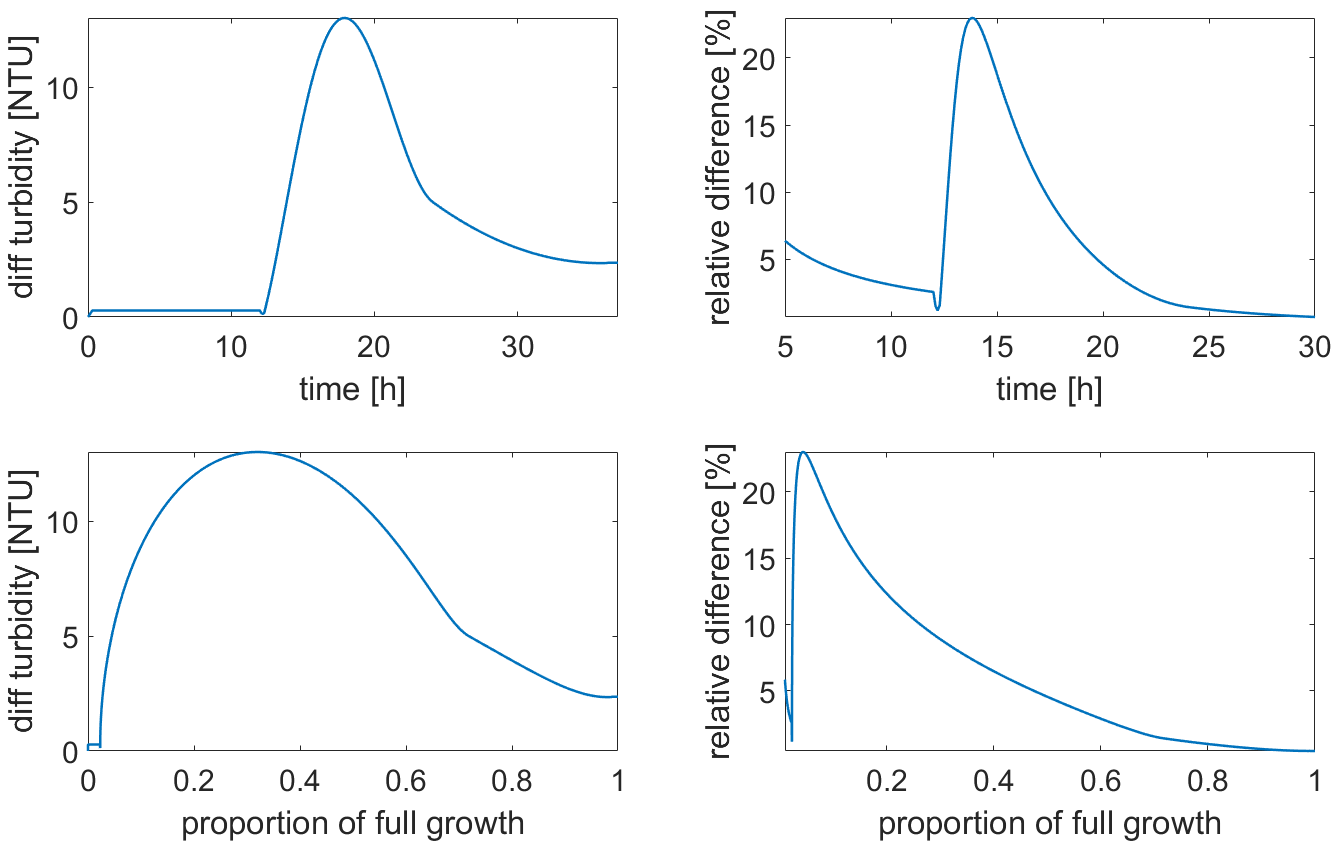 diff turbidity [NTU]
10
5
0
0 10 20 30
time [h]
relative difference [%]
20
15
10
5
5 10 15 20 25 30
time [h]
diff turbidity [NTU]
10
5
0
0 0.2 0.4 0.6 0.8 1
proportion of full growth
relative difference [%]
20
15
10
5
0.2 0.4 0.6 0.8 1
proportion of full growth